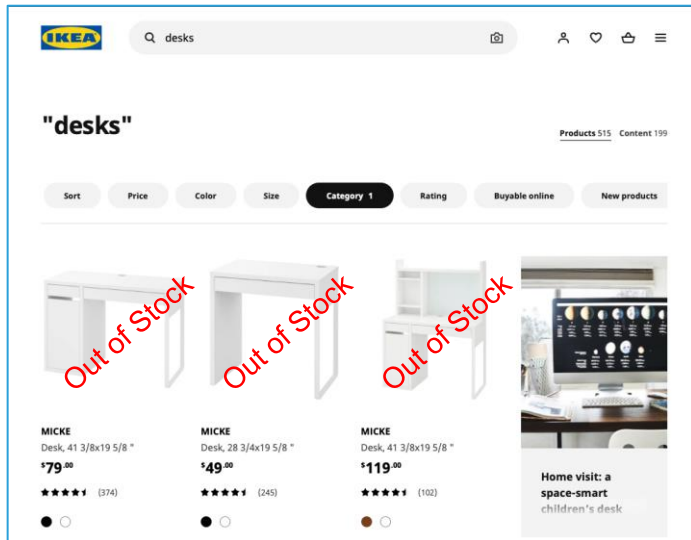 IKEA
desks
"desks"
Products 515 Content 199
Sort Price Color Size Category 1 Rating Buyable online New products
Out of Stock Out of Stock Out of Stock
MICKE MICKE MICKE
Desk, 41 3/8x19 5/8 " Desk, 28 3/4x19 5/8 " Desk, 41 3/8x19 5/8 "
$79.00 $49.00 $119.00
(374) (245) (102)
Home visit: a
space-smart
children's desk